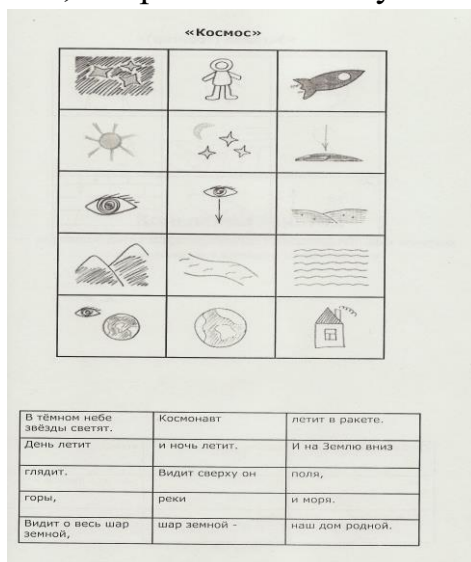 «Космос»
В тёмном небе
звёзды светят.
Космонавт
летит в ракете.
День летит
и ночь летит.
И на Землю вниз
глядит.
Видит сверху он
поля,
горы,
реки
и моря.
Видит о весь шар
земной,
шар земной -
наш дом родной.